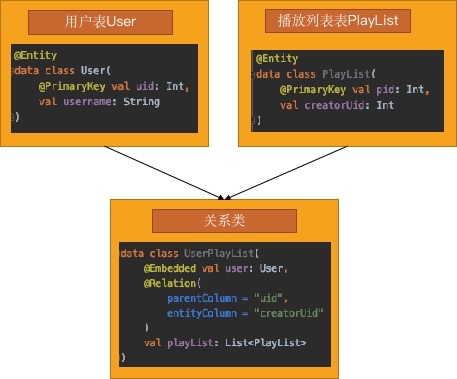 用户表User
@Entity
data class User(
@PrimaryKey val uid: Int,
val username: String
)
播放列表表PlayList
@Entity
data class PlayList(
@PrimaryKey val pid: Int,
val creatorUid: Int
)
关系类
data class UserPlayList(
@Embedded val user: User,
@Relation(
parentColumn = "uid",
entityColumn = "creatorUid"
)
val playList: List<PlayList>
)